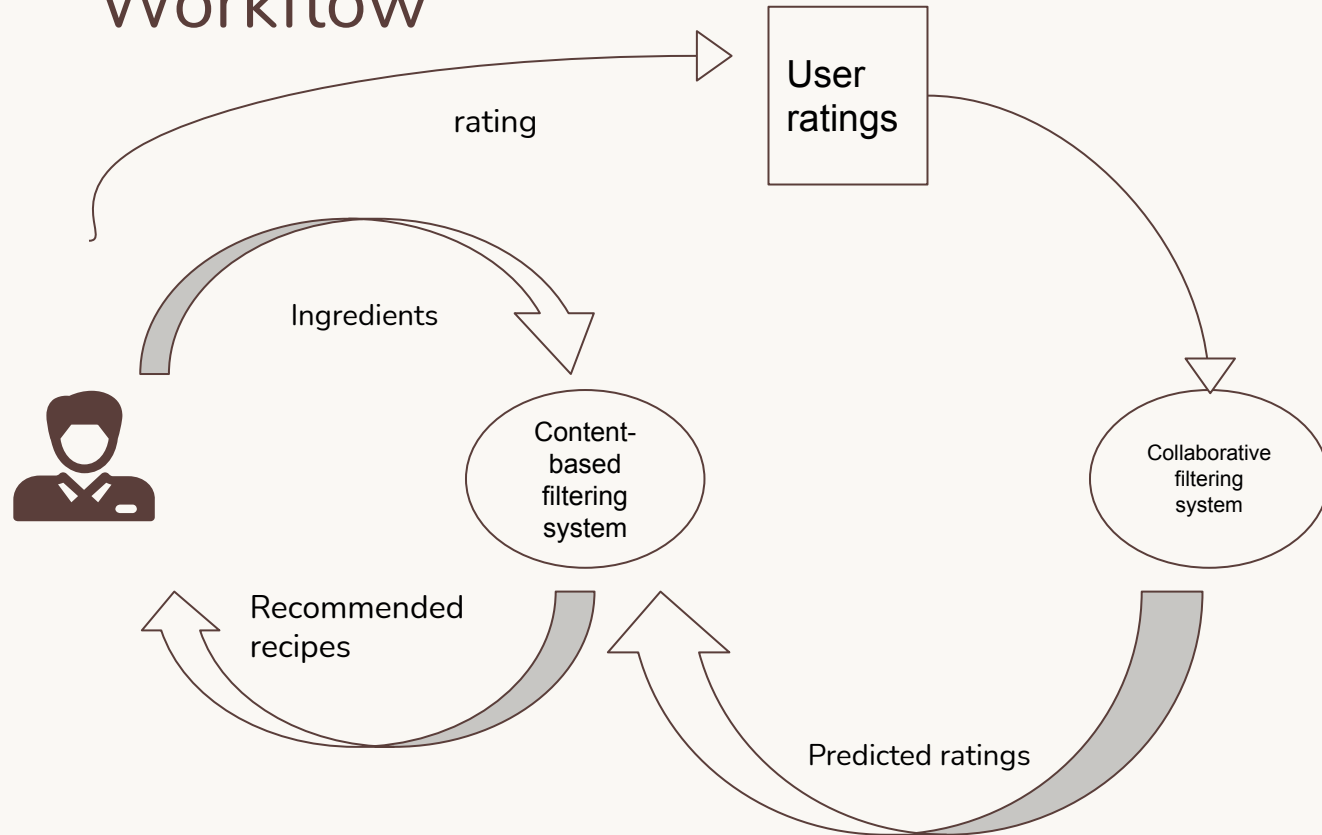 Workflow
User
ratings
rating
Ingredients
Content-
based
filtering
system
Collaborative
filtering
system
Recommended
recipes
Predicted ratings